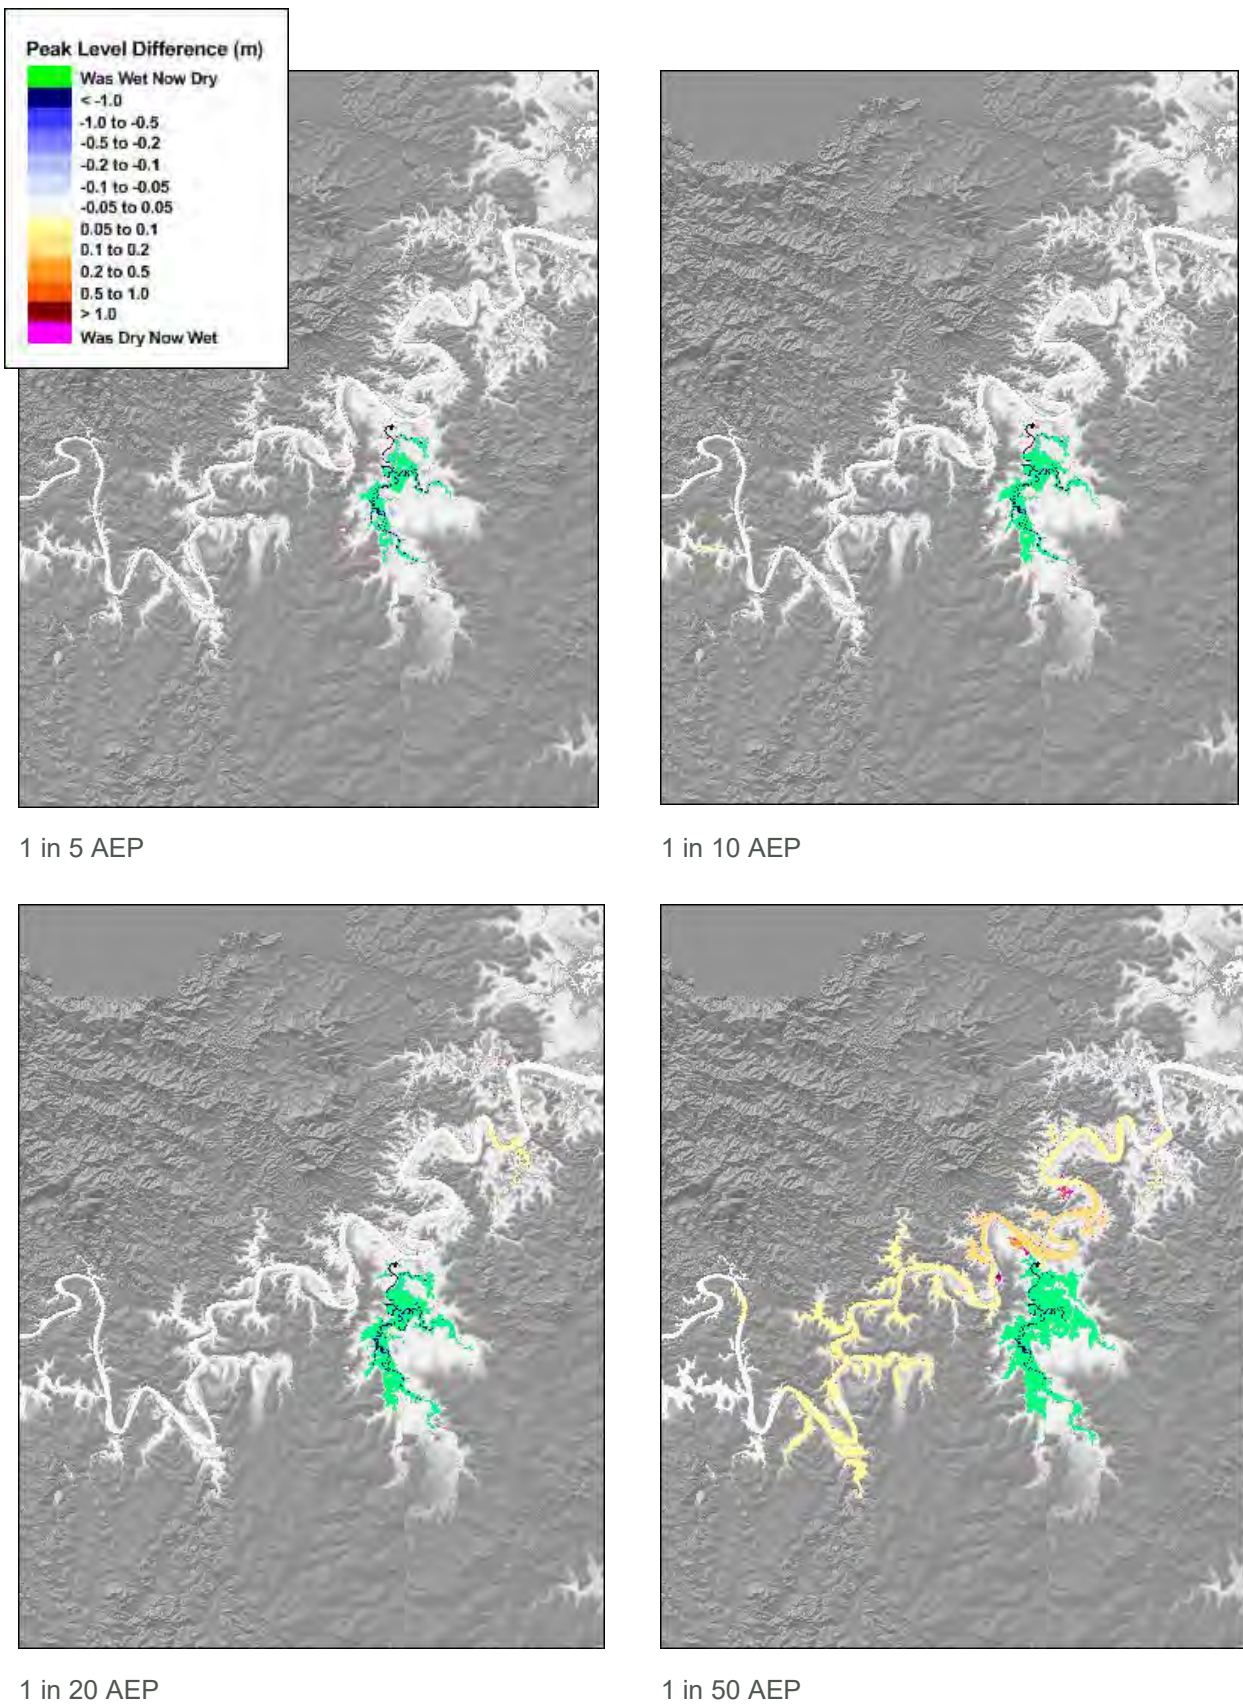 Peak Level Difference (m)
Was Wet Now Dry
< -1.0
-1.0 to -0.5
-0.5 to -0.2
-0.2 to -0.1
-0.1 to -0.05
-0.05 to 0.05
0.05 to 0.1
0.1 to 0.2
0.2 to 0.5
0.5 to 1.0
> 1.0
Was Dry Now Wet
1 in 5 AEP
1 in 10 AEP
1 in 20 AEP
1 in 50 AEP